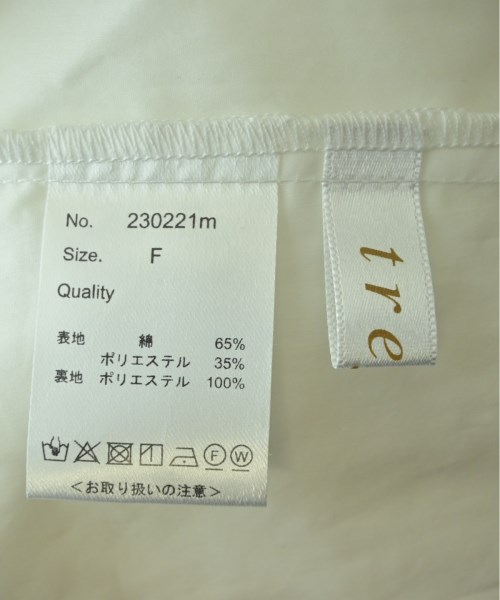 No. 230221m
Size. F
Quality
表地 綿 65%
ポリエステル 35%
裏地 ポリエステル 100%
F W
＜お取り扱いの注意＞
tre